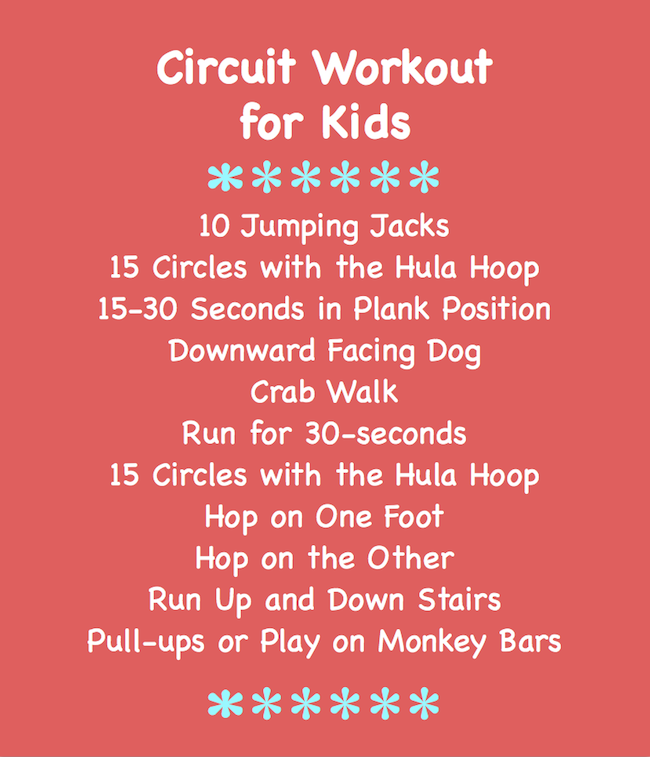 Circuit Workout
for Kids
******
10 Jumping Jacks
15 Circles with the Hula Hoop
15-30 Seconds in Plank Position
Downward Facing Dog
Crab Walk
Run for 30-seconds
15 Circles with the Hula Hoop
Hop on One Foot
Hop on the Other
Run Up and Down Stairs
Pull-ups or Play on Monkey Bars
******